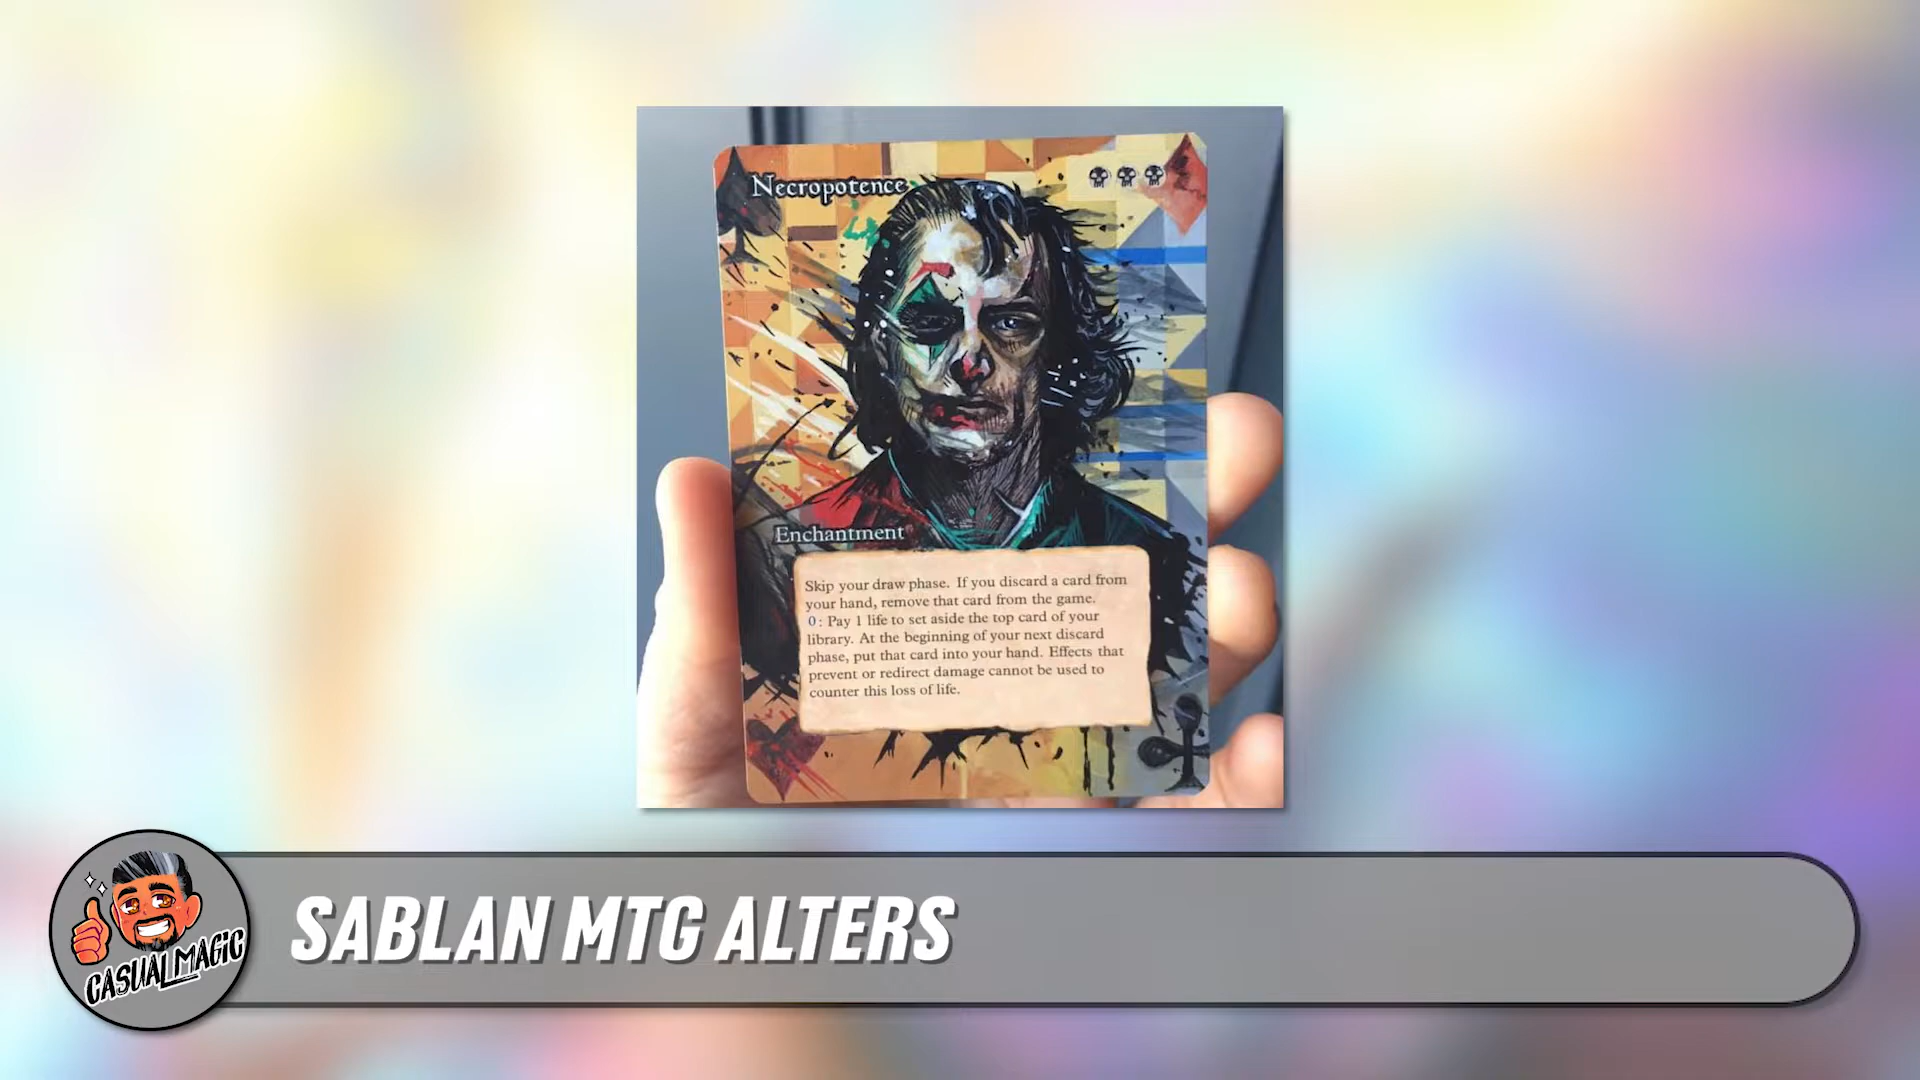 Necropotence
Enchantment
Skip your draw phase. If you discard a card from
your hand, remove that card from the game.
0: Pay 1 life to set aside the top card of your
library. At the beginning of your next discard
phase, put that card into your hand. Effects that
prevent or redirect damage cannot be used to
counter this loss of life.
CASUAL MAGIC
SABLAN MTG ALTERS